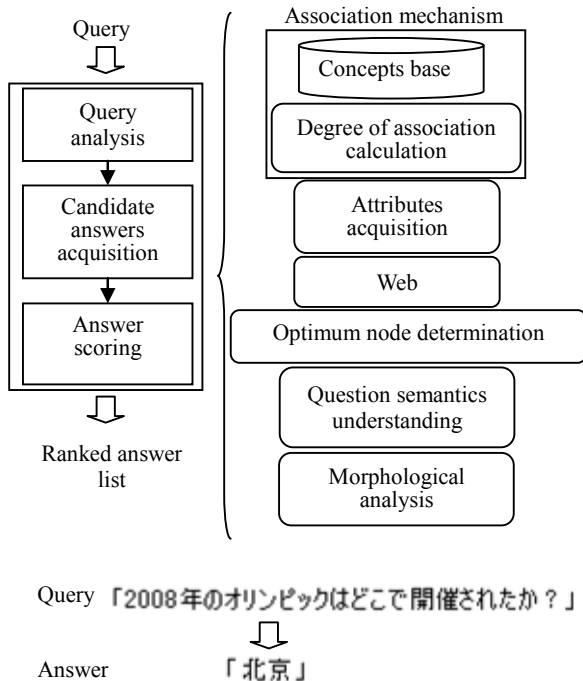 Query
Query
analysis
Candidate
answers
acquisition
Answer
scoring
Ranked answer
list
Association mechanism
Concepts base
Degree of association
calculation
Attributes
acquisition
Web
Optimum node determination
Question semantics
understanding
Morphological
analysis
Query 「2008年のオリンピックはどこで開催されたか？」
Answer 「北京」